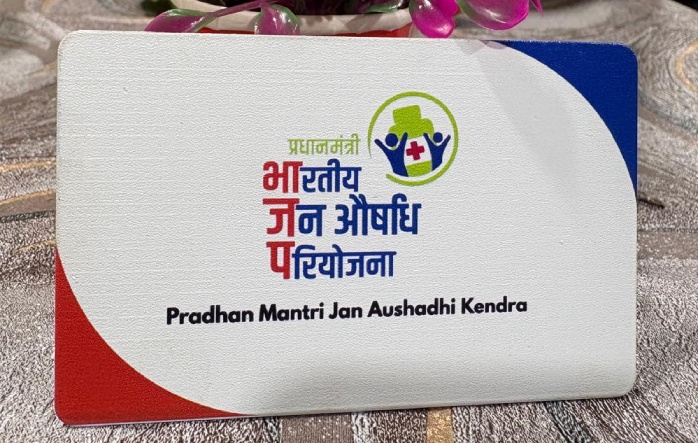 प्रधानमंत्री
भारतीय
जन औषधि
परियोजना
Pradhan Mantri Jan Aushadhi Kendra